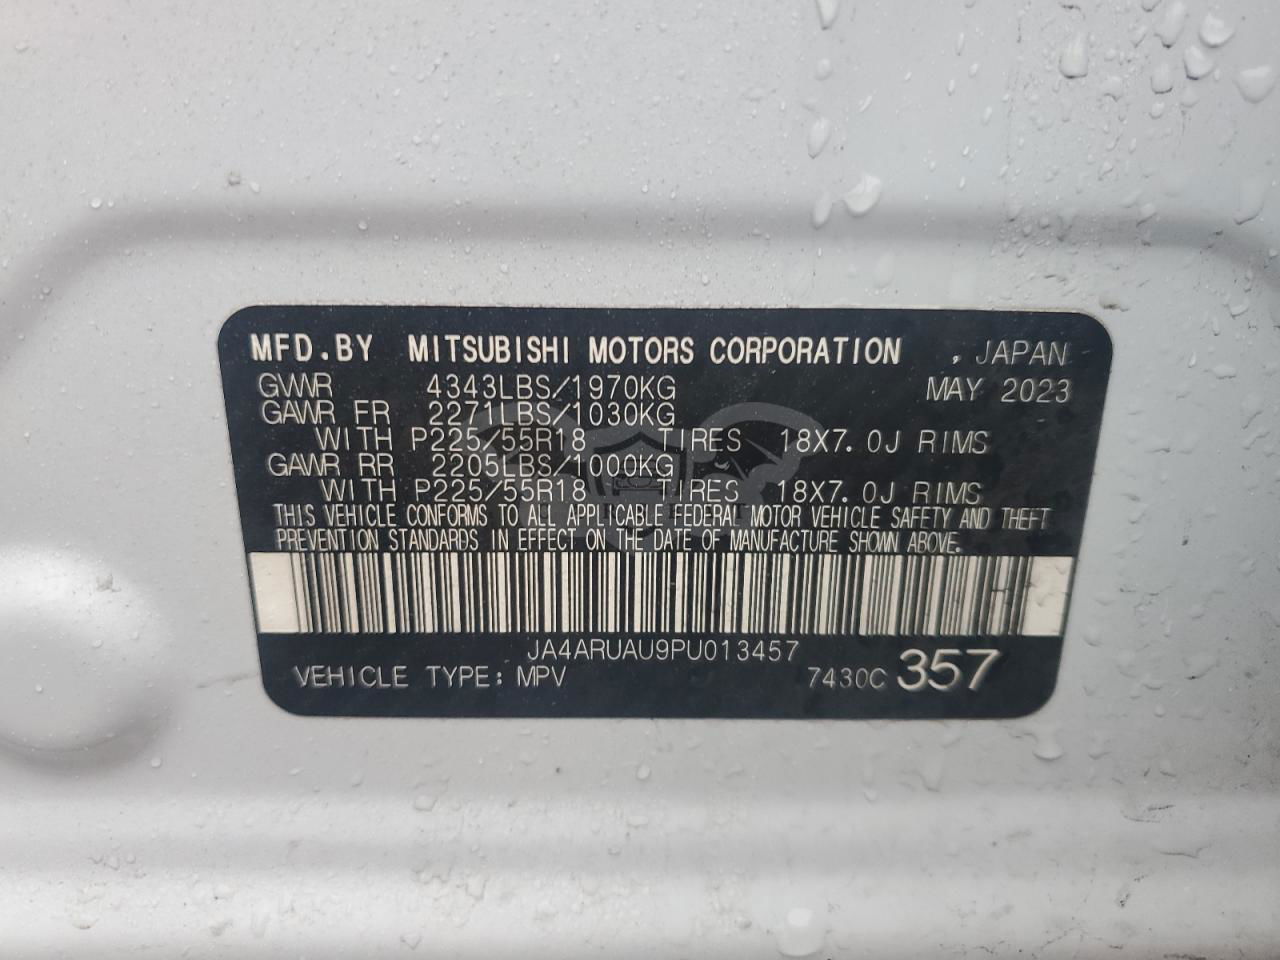 MFD.BY MITSUBISHI MOTORS CORPORATION , JAPAN
GVWR 4343LBS/1970KG MAY 2023
GAWR FR 2271LBS/1030KG
WITH P225/55R18 TIRES 18X7.0J RIMS
GAWR RR 2205LBS/1000KG
WITH P225/55R18 TIRES 18X7.0J RIMS
THIS VEHICLE CONFORMS TO ALL APPLICABLE FEDERAL MOTOR VEHICLE SAFETY AND THEFT
PREVENTION STANDARDS IN EFFECT ON THE DATE OF MANUFACTURE SHOWN ABOVE.
JA4ARUAU9PU013457
VEHICLE TYPE: MPV 7430C 357